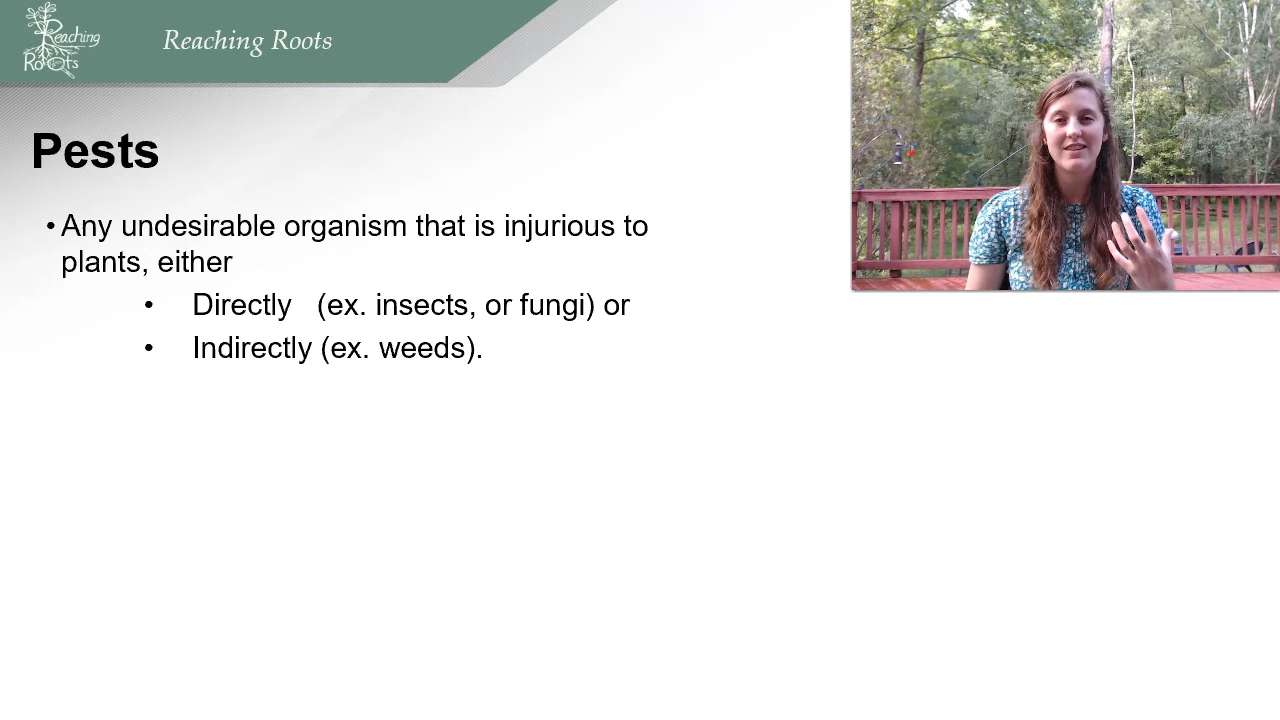 Reaching
Roots
Reaching Roots
Pests
• Any undesirable organism that is injurious to
plants, either
• Directly (ex. insects, or fungi) or
• Indirectly (ex. weeds).